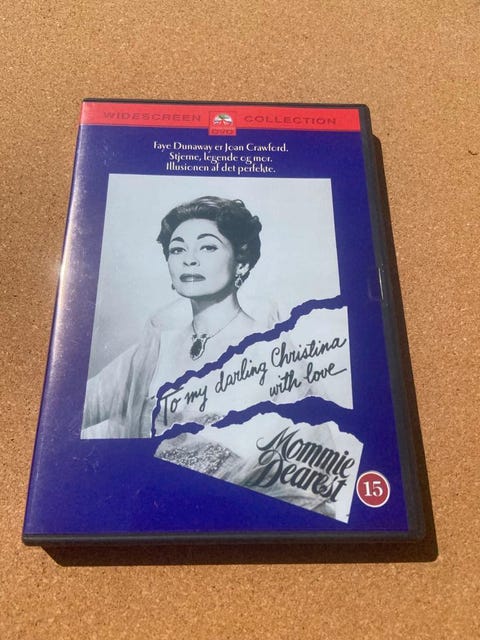 WIDESCREEN DVD COLLECTION
Faye Dunaway er Joan Crawford.
Stjerne, legende og mor.
Illusionen af det perfekte.
To my darling Christina
with love
Mommie
Dearest
15